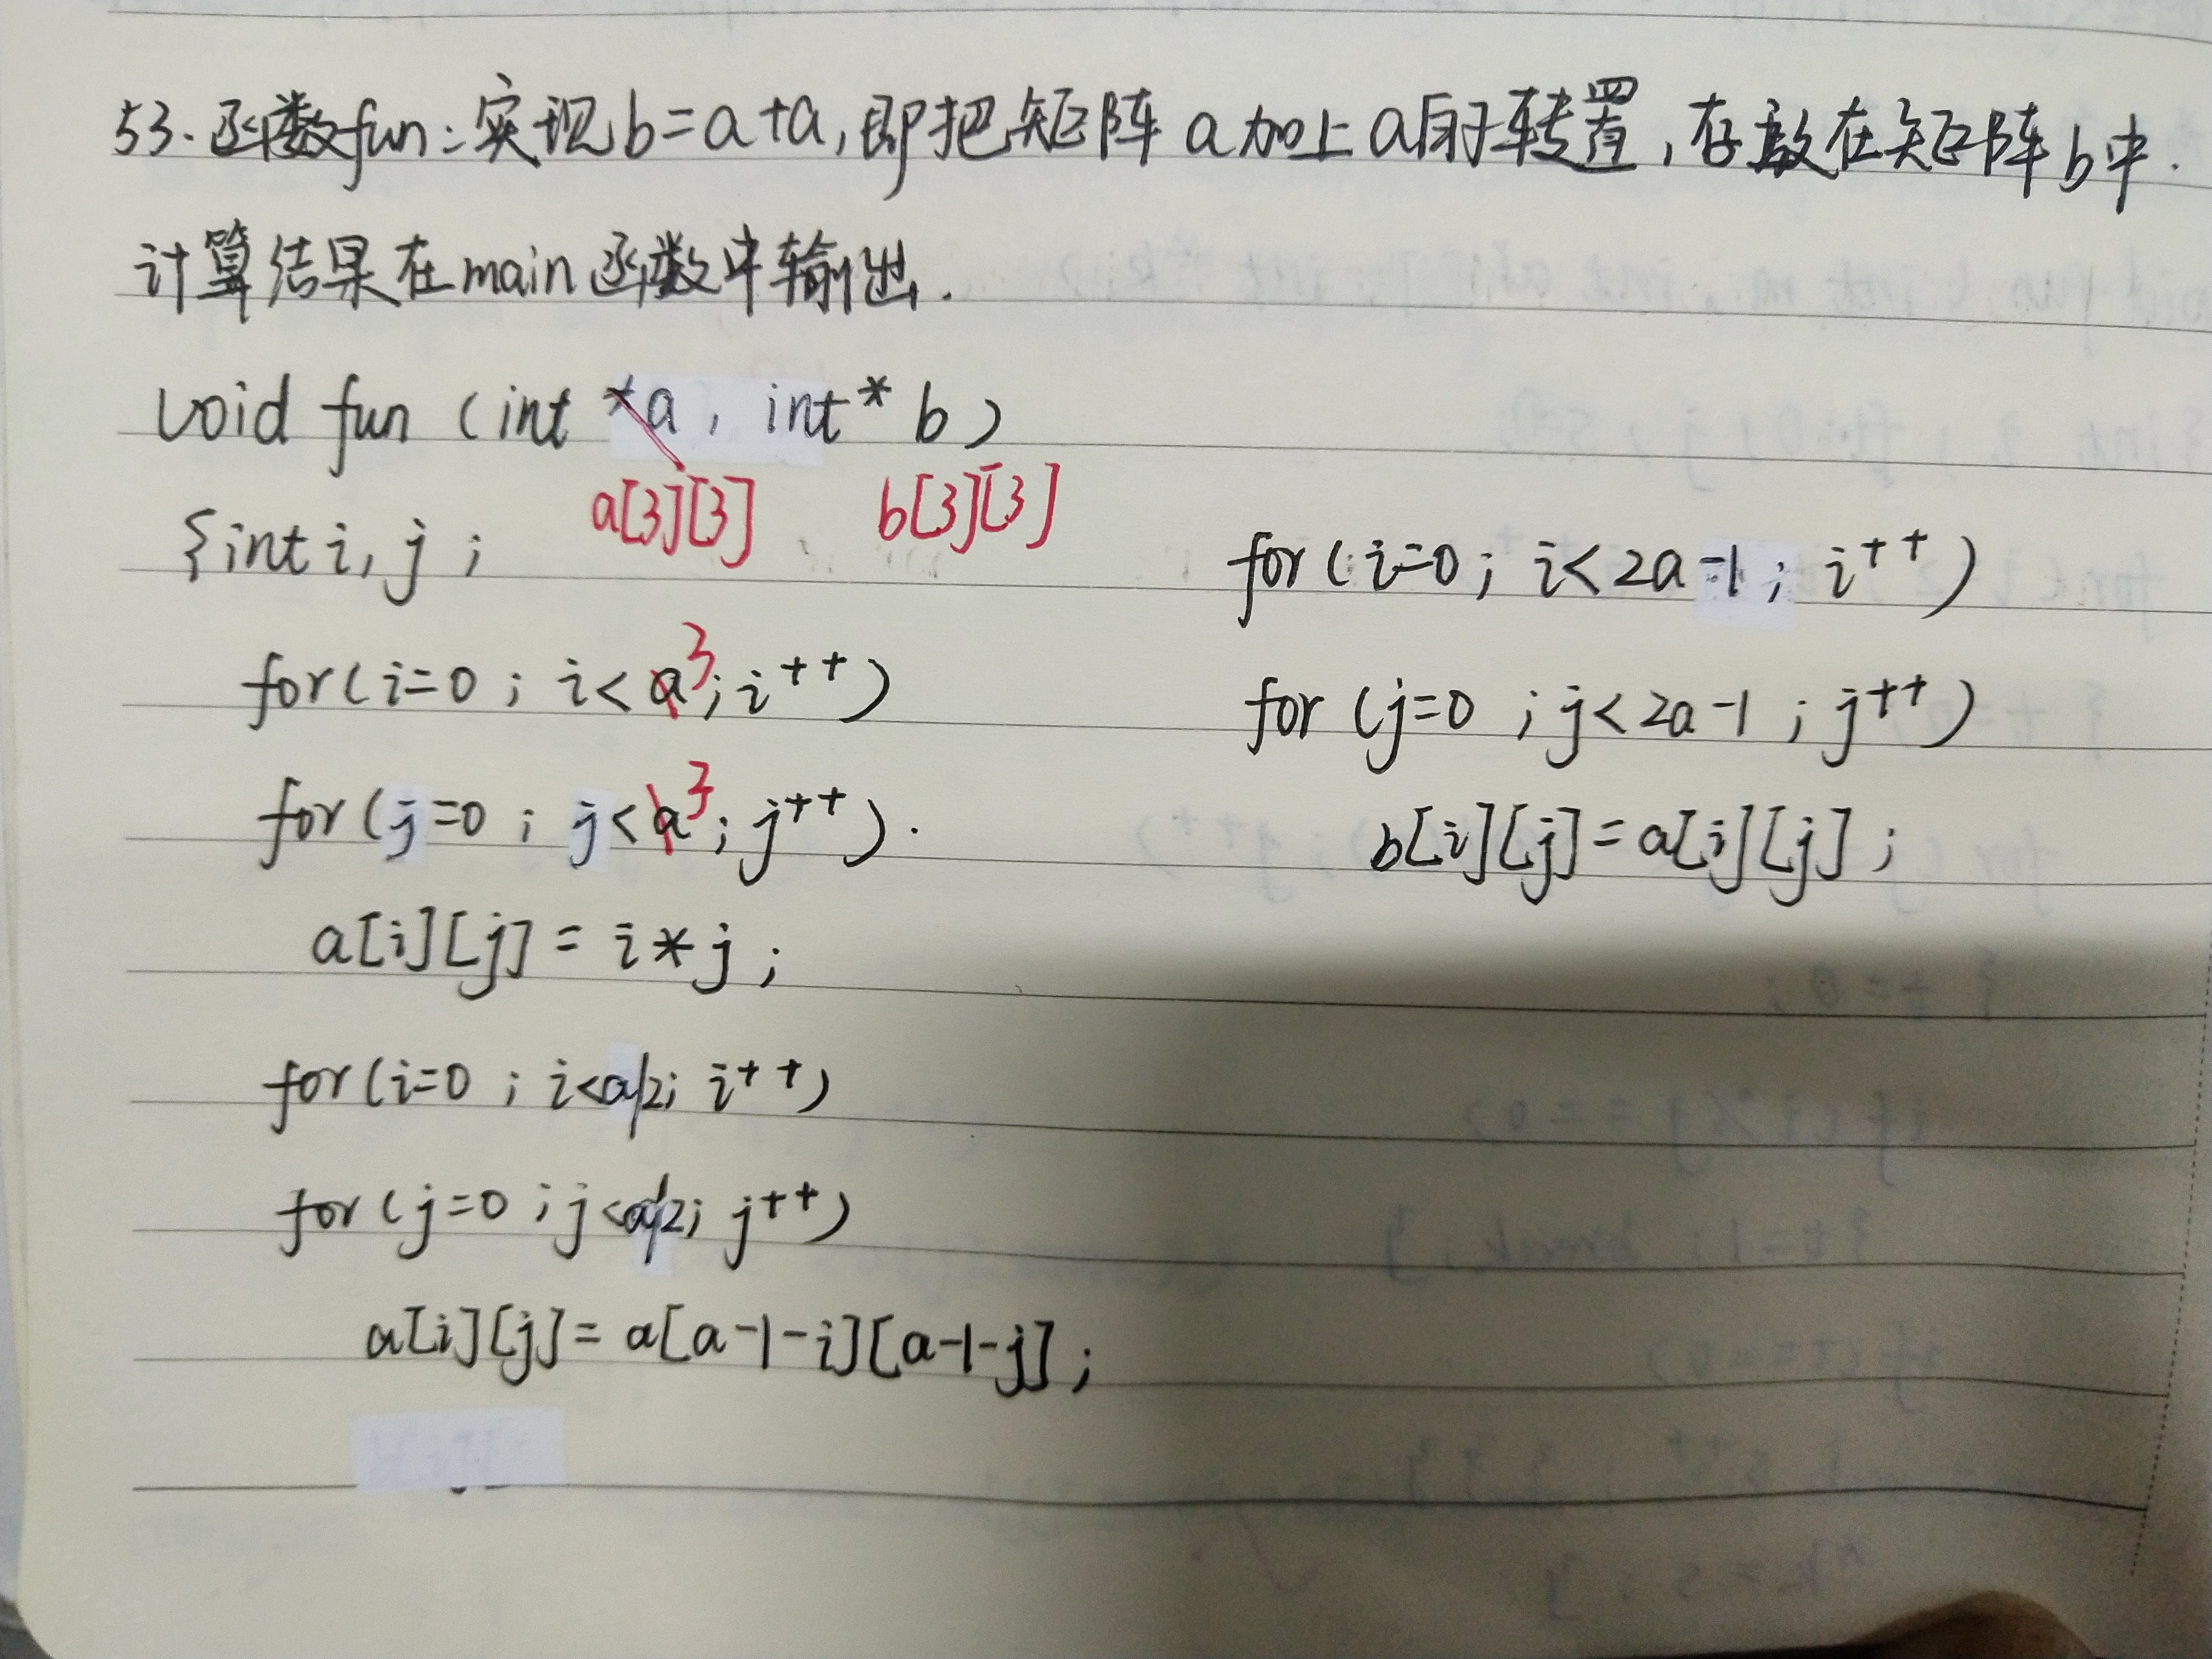 53.函数fun:实现b=a+a,即把矩阵a加上a的转置,存放在矩阵b中.
计算结果在main函数中输出.
void fun (int *a, int* b)
a[3][3] b[3][3]
{int i, j;
for(i=0; i<a3; i++)
for(j=0; j<a3; j++).
a[i][j] = i*j;
for(i=0; i<a/2; i++)
for(j=0; j<a/2; j++)
a[i][j]=a[a-1-i][a-1-j];
for(i=0; i<2a-1; i++)
for(j=0; j<2a-1; j++)
b[i][j]=a[i][j];